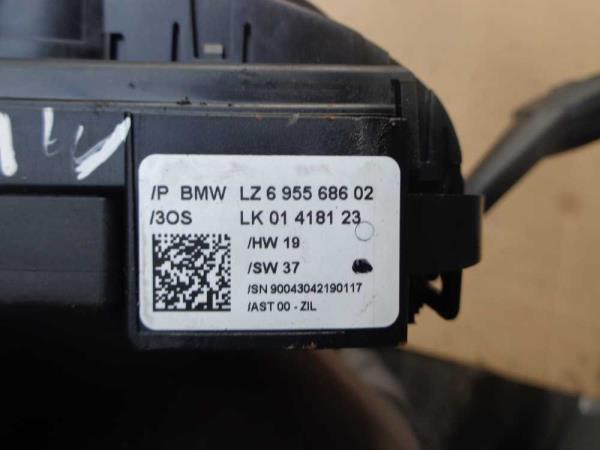 /P BMW LZ 6 955 686 02
/3OS LK 01 4181 23
/HW 19
/SW 37
/SN 90043042190117
/AST 00 - ZIL